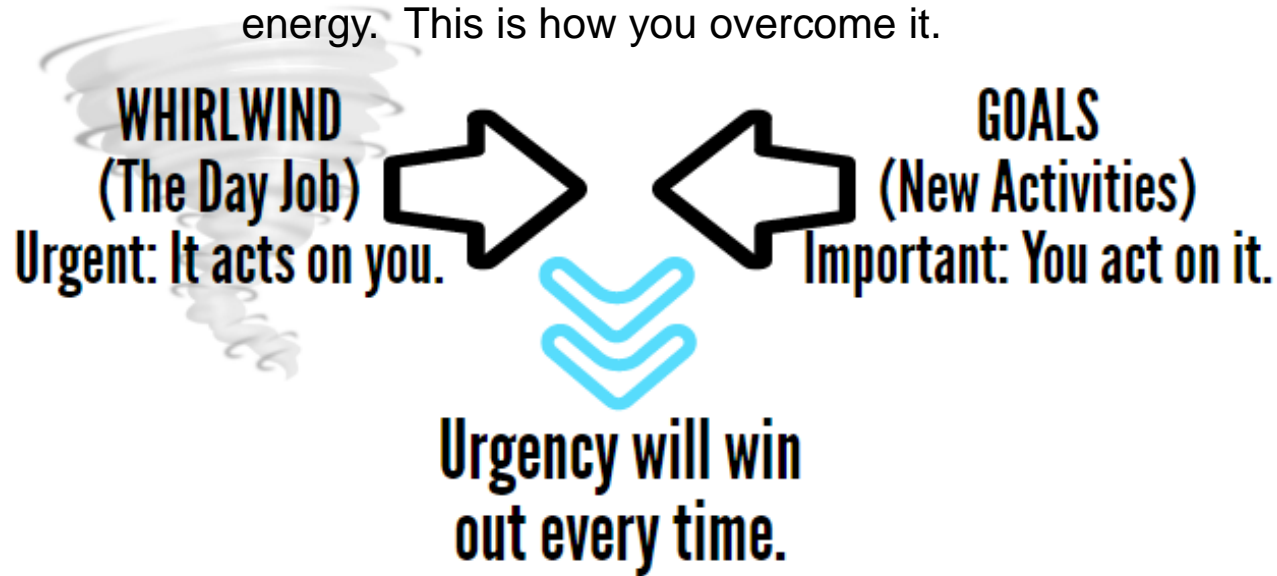 energy.  This is how you overcome it.
WHIRLWIND
(The Day Job)
Urgent: It acts on you.
GOALS
(New Activities)
Important: You act on it.
Urgency will win
out every time.